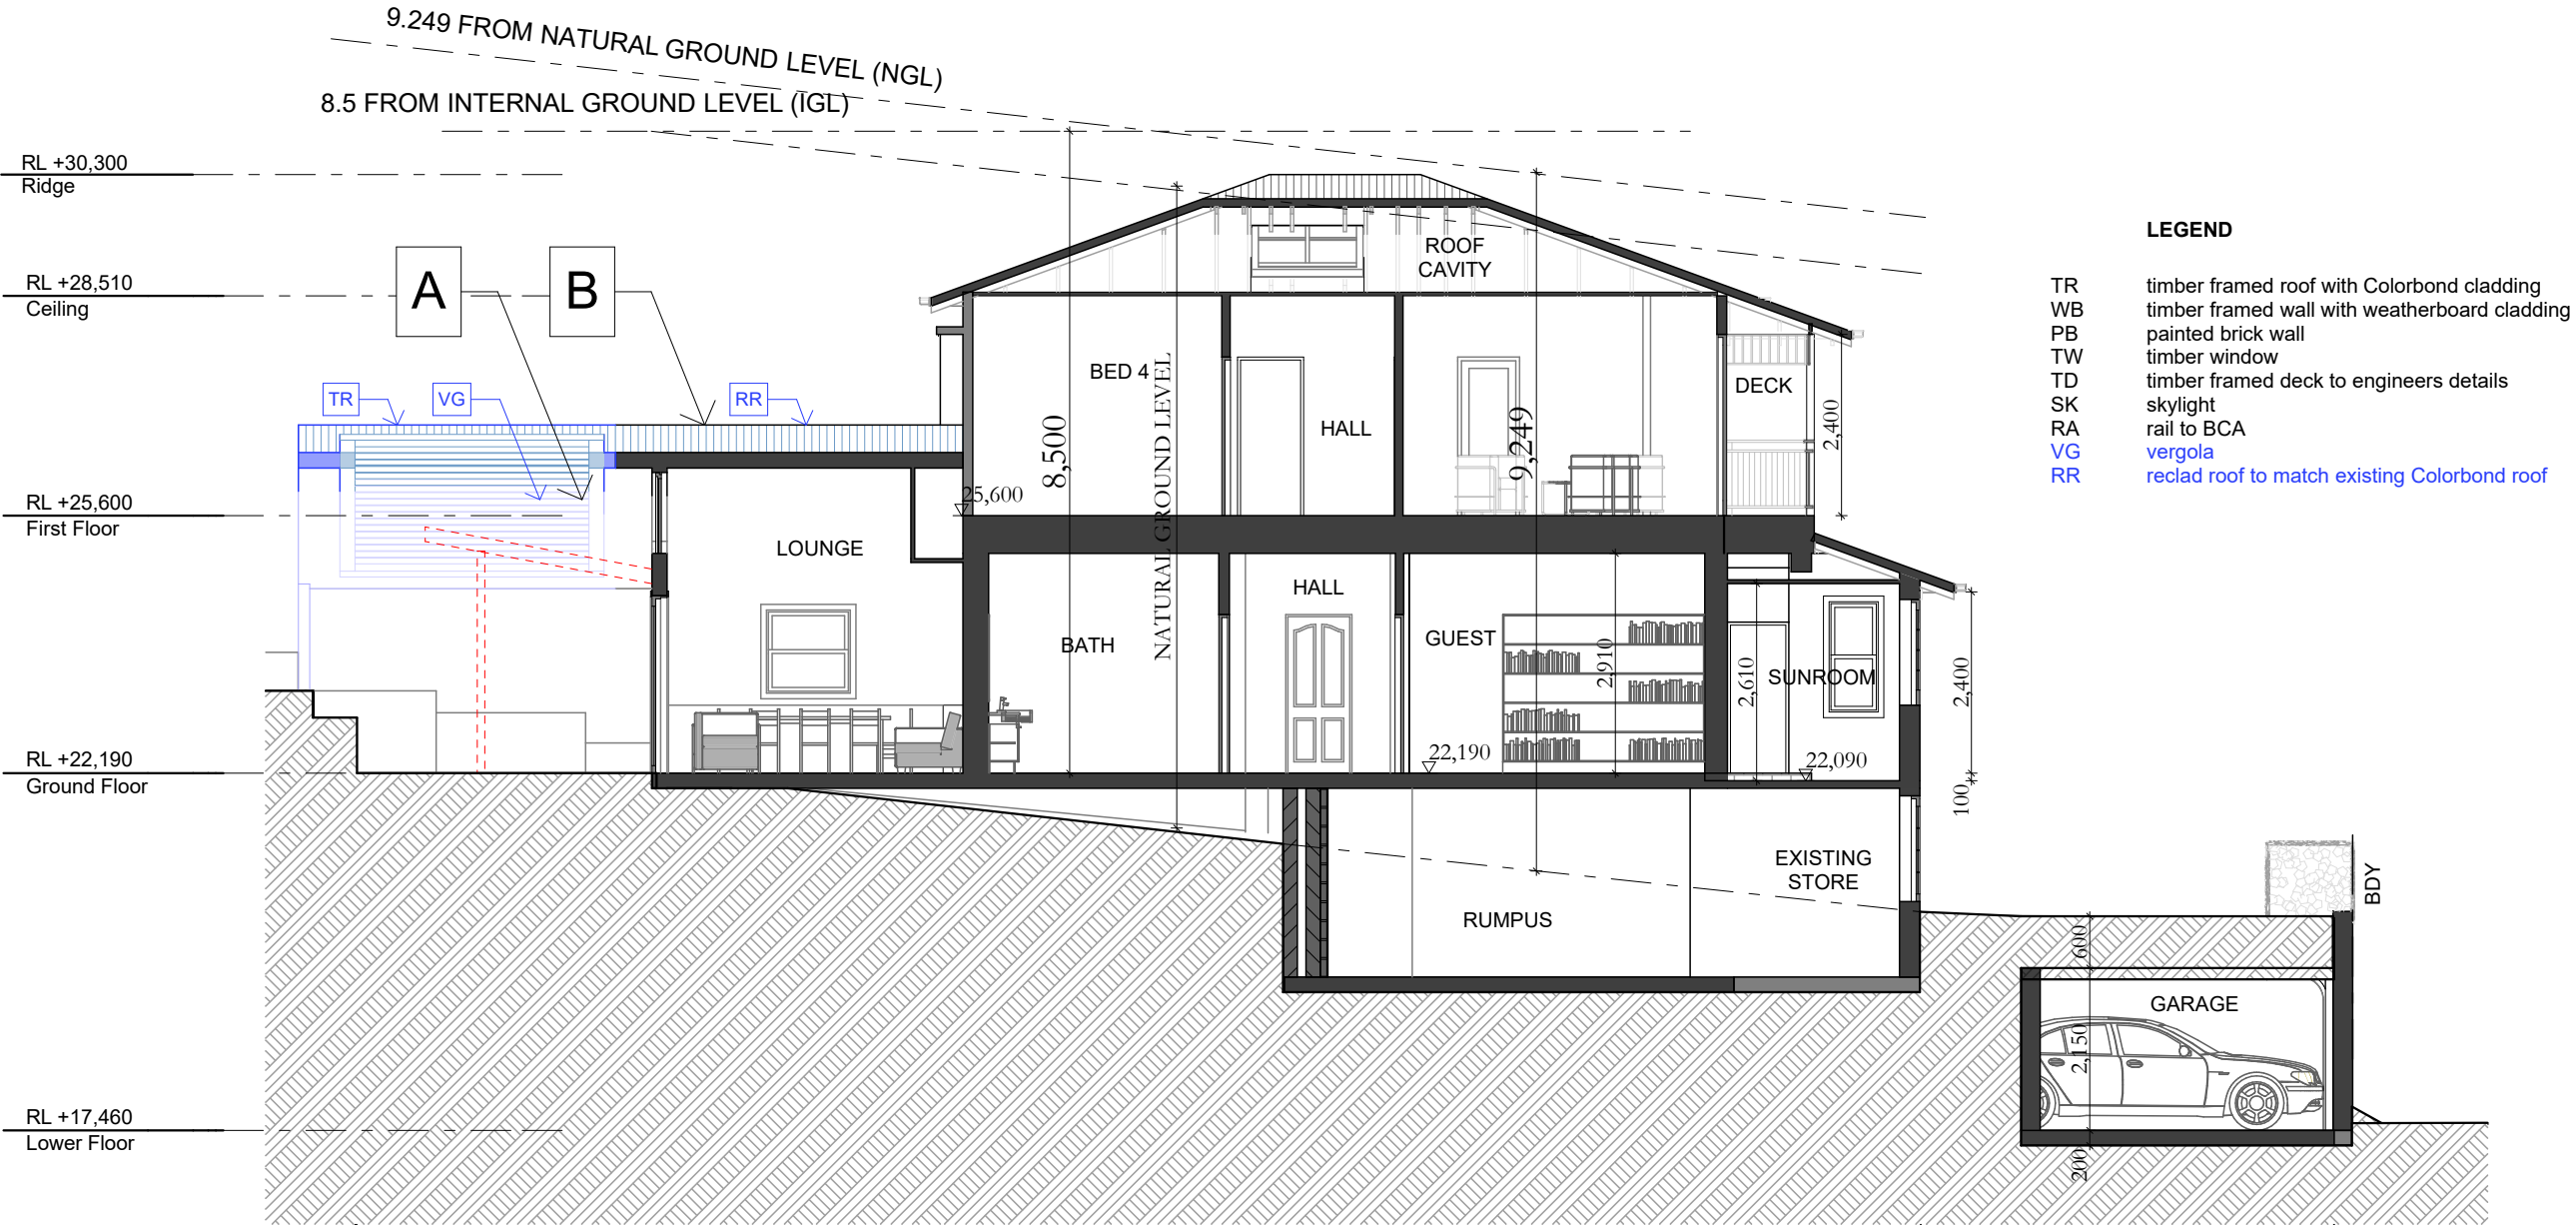 9.249 FROM NATURAL GROUND LEVEL (NGL)
8.5 FROM INTERNAL GROUND LEVEL (IGL)
RL +30,300
Ridge
RL +28,510
Ceiling
A
B
TR
VG
RR
RL +25,600
First Floor
RL +22,190
Ground Floor
RL +17,460
Lower Floor
ROOF
CAVITY
BED 4
HALL
DECK
2,400
8,500
NATURAL GROUND LEVEL
9,249
25,600
LOUNGE
BATH
HALL
GUEST
2,910
2,610
SUNROOM
2,400
22,190
22,090
100
RUMPUS
EXISTING
STORE
BDY
600
GARAGE
2,150
200
LEGEND
TR timber framed roof with Colorbond cladding
WB timber framed wall with weatherboard cladding
PB painted brick wall
TW timber window
TD timber framed deck to engineers details
SK skylight
RA rail to BCA
VG vergola
RR reclad roof to match existing Colorbond roof